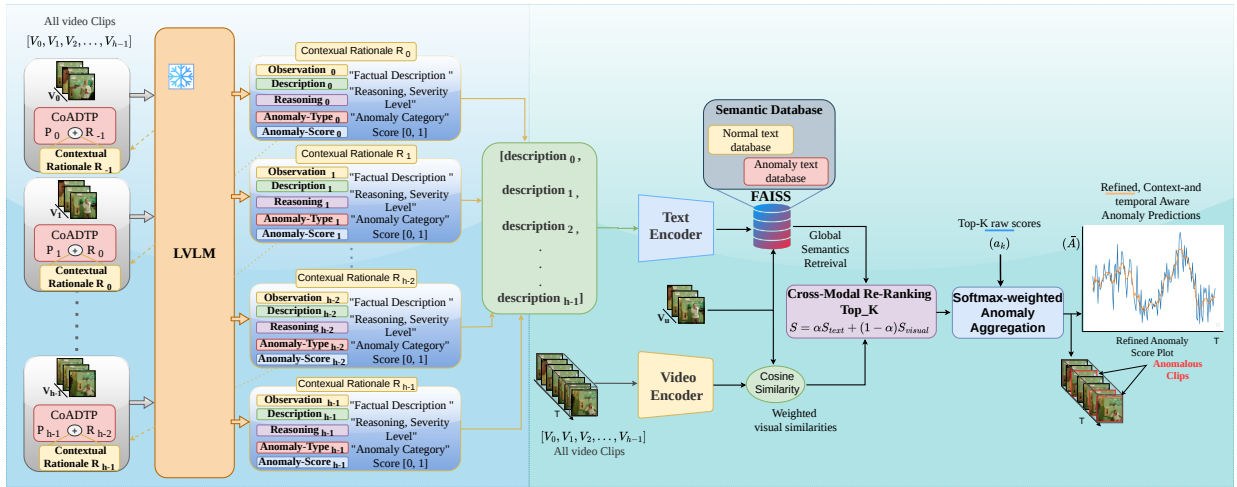 All video Clips
[V0, V1, V2, . . . , Vh−1]
V0
CoADTP
P 0 + R -1
Contextual
Rationale R -1
V1
CoADTP
P 1 + R 0
Contextual
Rationale R 0
Vh-1
CoADTP
P h-1 + R h-2
Contextual
Rationale R h-1
LVLM
Contexual Rationale R 0
Observation 0
Description 0
Reasoning 0
Anomaly-Type 0
Anomaly-Score 0
"Factual Description "
"Reasoning, Severity
Level"
"Anomaly Category"
Score [0, 1]
Contextual Rationale R 1
Observation 1
Description 1
Reasoning 1
Anomaly-Type 1
Anomaly-Score 1
"Factual Description "
"Reasoning, Severity
Level"
"Anomaly Category"
Score [0, 1]
Contextual Rationale R h-2
Observation h-2
Description h-2
Reasoning h-2
Anomaly-Type h-2
Anomaly-Score h-2
"Factual Description "
"Reasoning, Severity
Level"
"Anomaly Category"
Score [0, 1]
Contextual Rationale R h-1
Observation h-1
Description h-1
Reasoning h-1
Anomaly-Type h-1
Anomaly-Score h-1
"Factual Description "
"Reasoning, Severity
Level"
"Anomaly Category"
Score [0, 1]
[description 0 ,
description 1 ,
description 2 ,
.
.
.
description h-1]
T
[V0, V1, V2, . . . , Vh−1]
All video Clips
Text
Encoder
Vu
Video
Encoder
Semantic Database
Normal text
database
Anomaly text
database
FAISS
Global
Semantics
Retreival
Cosine
Similarity
Weighted
visual similarities
Cross-Modal Re-Ranking
Top_K
S = αStext + (1 − α)Svisual
Top-K raw scores
(ak)
Softmax-weighted
Anomaly
Aggregation
Refined, Context-and
temporal Aware
Anomaly Predictions
(Ā)
T
Refined Anomaly
Score Plot
Anomalous
Clips
T